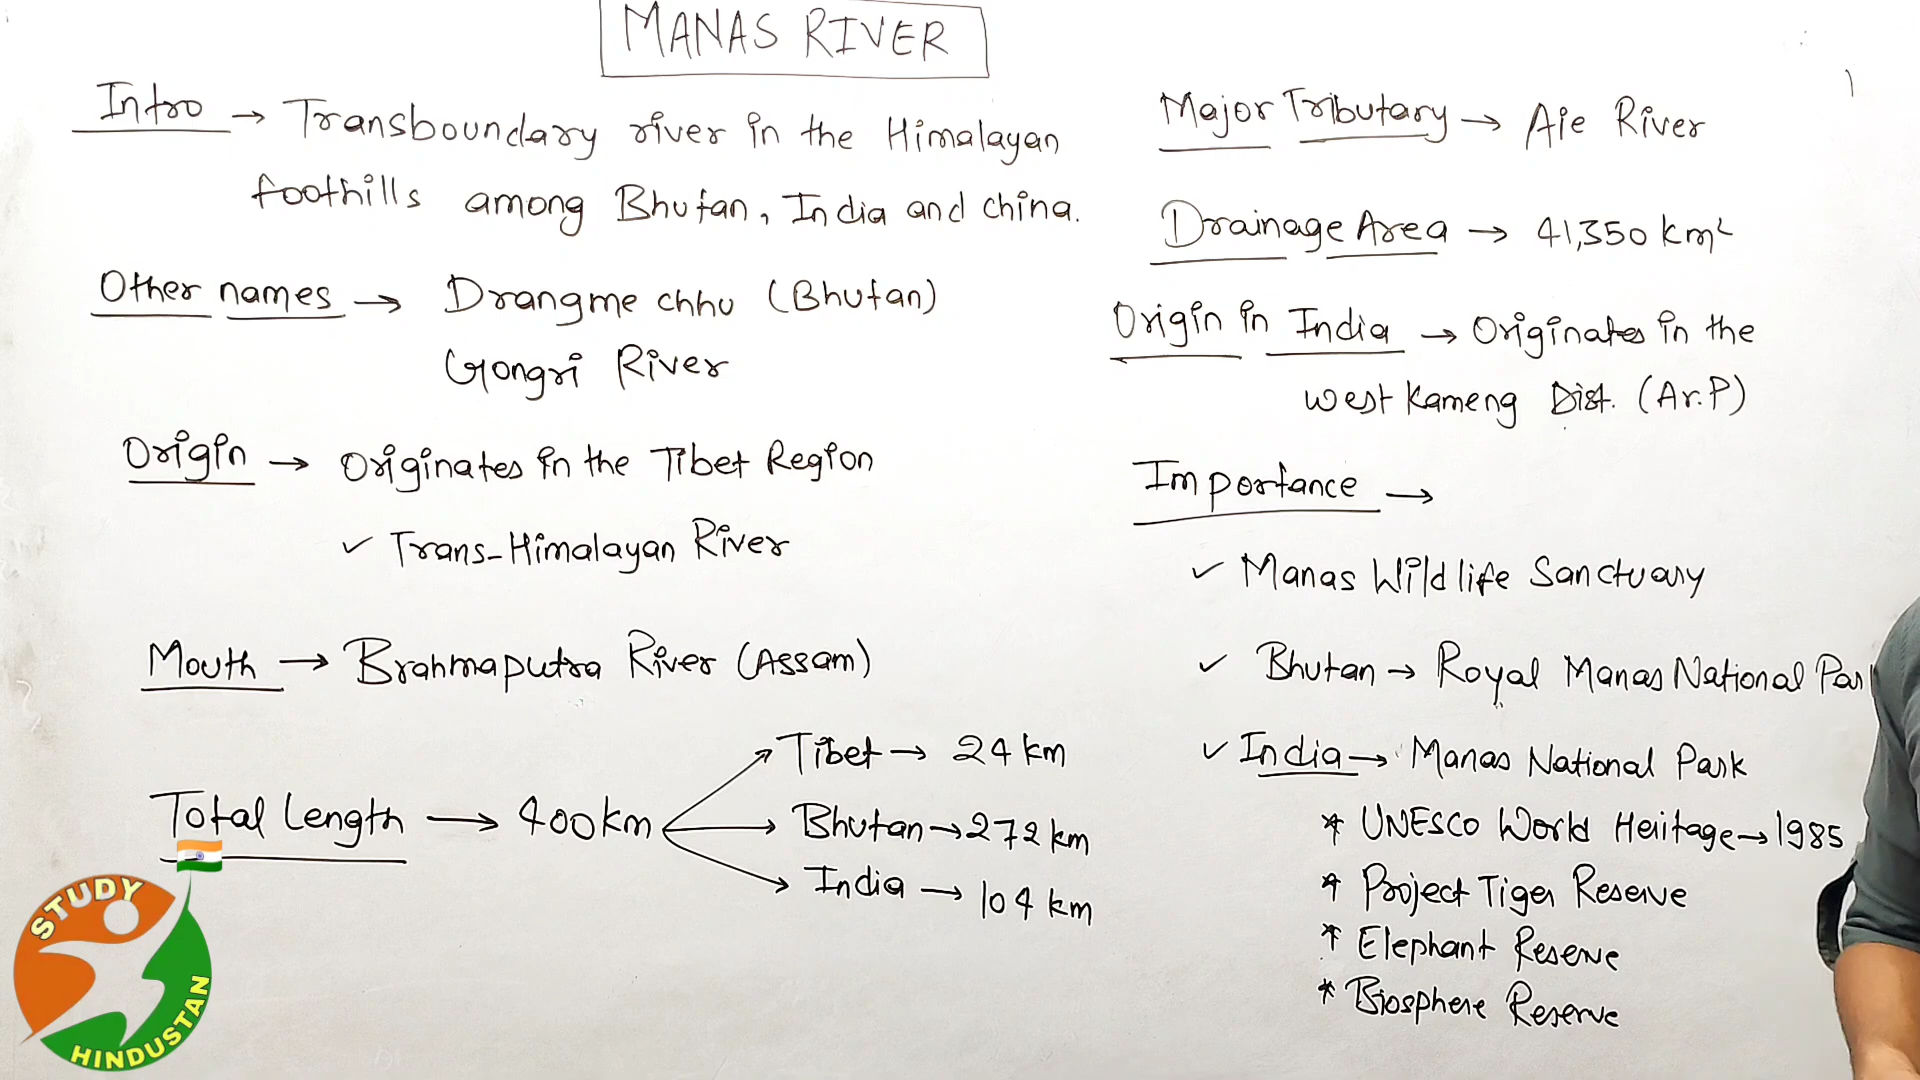 MANAS RIVER
Intro → Transboundary river in the Himalayan
foothills among Bhutan, India and china.
Other names → Drangme chhu (Bhutan)
Gongri River
Origin → Originates in the Tibet Region
✓ Trans-Himalayan River
Mouth → Brahmaputra River (Assam)
Total Length → 400km
Tibet → 24 km
Bhutan → 272 km
India → 104 km
Major Tributary → Aie River
Drainage Area → 41,350 km²
Origin in India → Originates in the
west Kameng Dist. (Ar.P)
Importance →
✓ Manas Wildlife Sanctuary
✓ Bhutan → Royal Manas National Par
✓ India → Manas National Park
* UNESCO World Heritage → 1985
* Project Tiger Reserve
* Elephant Reserve
* Biosphere Reserve
STUDY
HINDUSTAN